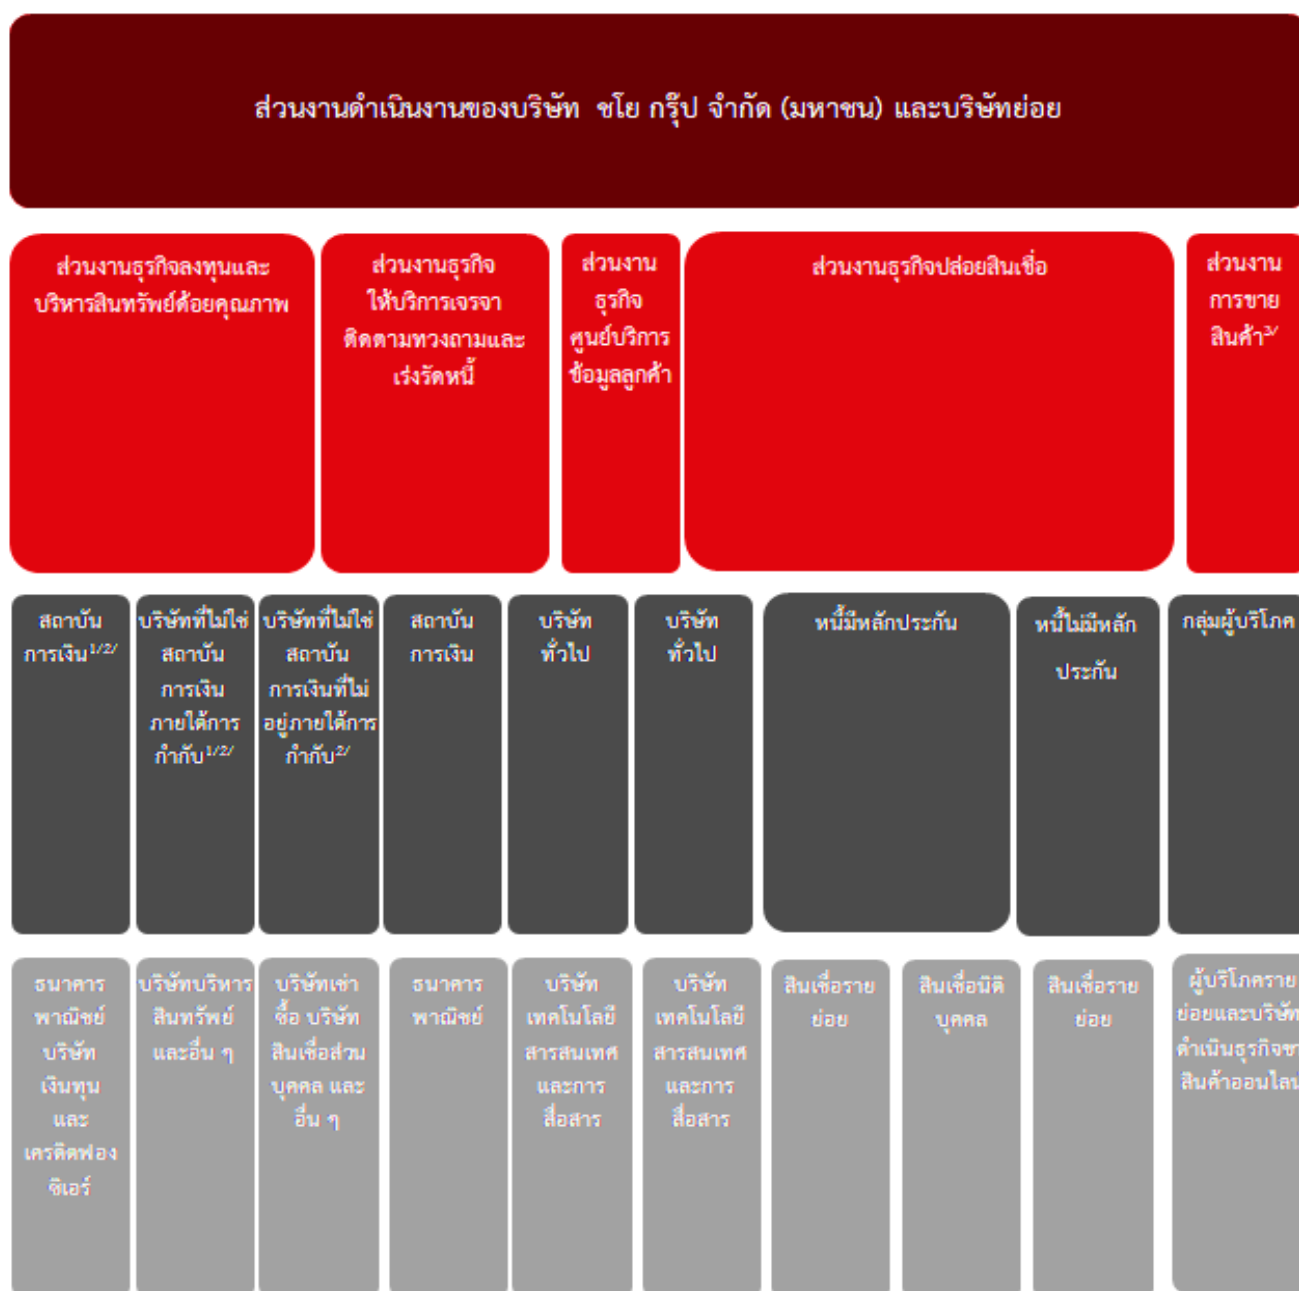 ส่วนงานดำเนินงานของบริษัท ชโย กรุ๊ป จำกัด (มหาชน) และบริษัทย่อย
ส่วนงานธุรกิจลงทุนและ
บริหารสินทรัพย์ด้อยคุณภาพ
ส่วนงานธุรกิจ
ให้บริการเจรจา
ติดตามทวงถามและ
เร่งรัดหนี้
ส่วนงาน
ธุรกิจ
ศูนย์บริการ
ข้อมูลลูกค้า
ส่วนงานธุรกิจปล่อยสินเชื่อ
ส่วนงาน
การขาย
สินค้า3/
สถาบัน
การเงิน1/2/
บริษัทที่ไม่ใช่
สถาบัน
การเงิน
ภายใต้การ
กำกับ1/2/
บริษัทที่ไม่ใช่
สถาบัน
การเงินที่ไม่
อยู่ภายใต้การ
กำกับ2/
สถาบัน
การเงิน
บริษัท
ทั่วไป
บริษัท
ทั่วไป
หนี้มีหลักประกัน
หนี้ไม่มีหลัก
ประกัน
กลุ่มผู้บริโภค
ธนาคาร
พาณิชย์
บริษัท
เงินทุน
และ
เครดิตฟอง
ซิเอร์
บริษัทบริหาร
สินทรัพย์
และอื่น ๆ
บริษัทเช่า
ซื้อ บริษัท
สินเชื่อส่วน
บุคคล และ
อื่น ๆ
ธนาคาร
พาณิชย์
บริษัท
เทคโนโลยี
สารสนเทศ
และการ
สื่อสาร
บริษัท
เทคโนโลยี
สารสนเทศ
และการ
สื่อสาร
สินเชื่อราย
ย่อย
สินเชื่อนิติ
บุคคล
สินเชื่อราย
ย่อย
ผู้บริโภคราย
ย่อยและบริษัท
ดำเนินธุรกิจ
สินค้าออนไลน์